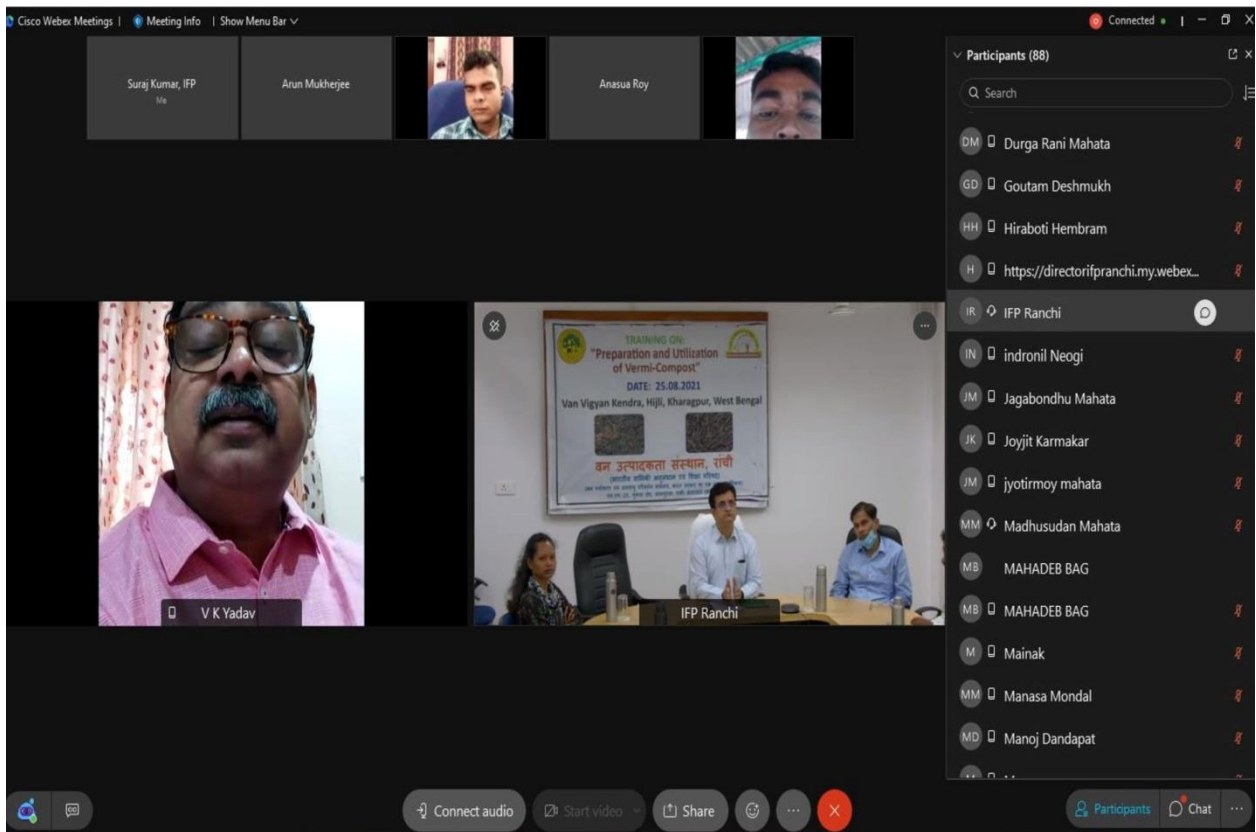 Cisco Webex Meetings | Meeting Info | Show Menu Bar
Connected
Suraj Kumar, IFP
Me
Arun Mukherjee
Anasua Roy
V K Yadav
TRAINING ON:
"Preparation and Utilization
of Vermi-Compost"
DATE: 25.08.2021
Van Vigyan Kendra, Hijli, Kharagpur, West Bengal
वन उत्पादकता संस्थान, रांची
IFP Ranchi
Participants (88)
Search
DM Durga Rani Mahata
GD Goutam Deshmukh
HH Hiraboti Hembram
H https://directorifpranchi.my.webex...
IR IFP Ranchi
IN indronil Neogi
JM Jagabondhu Mahata
JK Joyjit Karmakar
JM jyotirmoy mahata
MM Madhusudan Mahata
MB MAHADEB BAG
MB MAHADEB BAG
M Mainak
MM Manasa Mondal
MD Manoj Dandapat
CC
Connect audio
Start video
Share
Participants
Chat